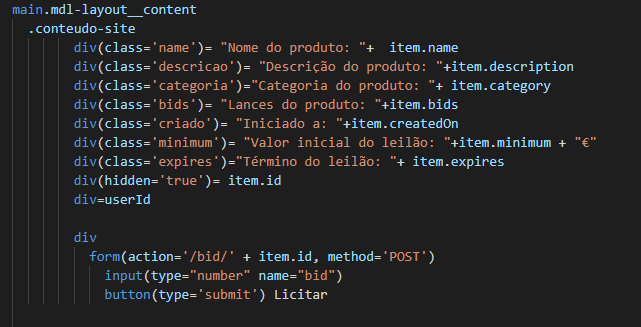 main.mdl-layout__content
.conteudo-site
div(class='name')= "Nome do produto: "+  item.name
div(class='descricao')= "Descrição do produto: "+item.description
div(class='categoria')="Categoria do produto: "+ item.category
div(class='bids')= "Lances do produto: "+item.bids
div(class='criado')= "Iniciado a: "+item.createdOn
div(class='minimum')= "Valor inicial do leilão: "+item.minimum + "€"
div(class='expires')="Término do leilão: "+ item.expires
div(hidden='true')= item.id
div=userId
div
form(action='/bid/' + item.id, method='POST')
input(type="number" name="bid")
button(type='submit') Licitar